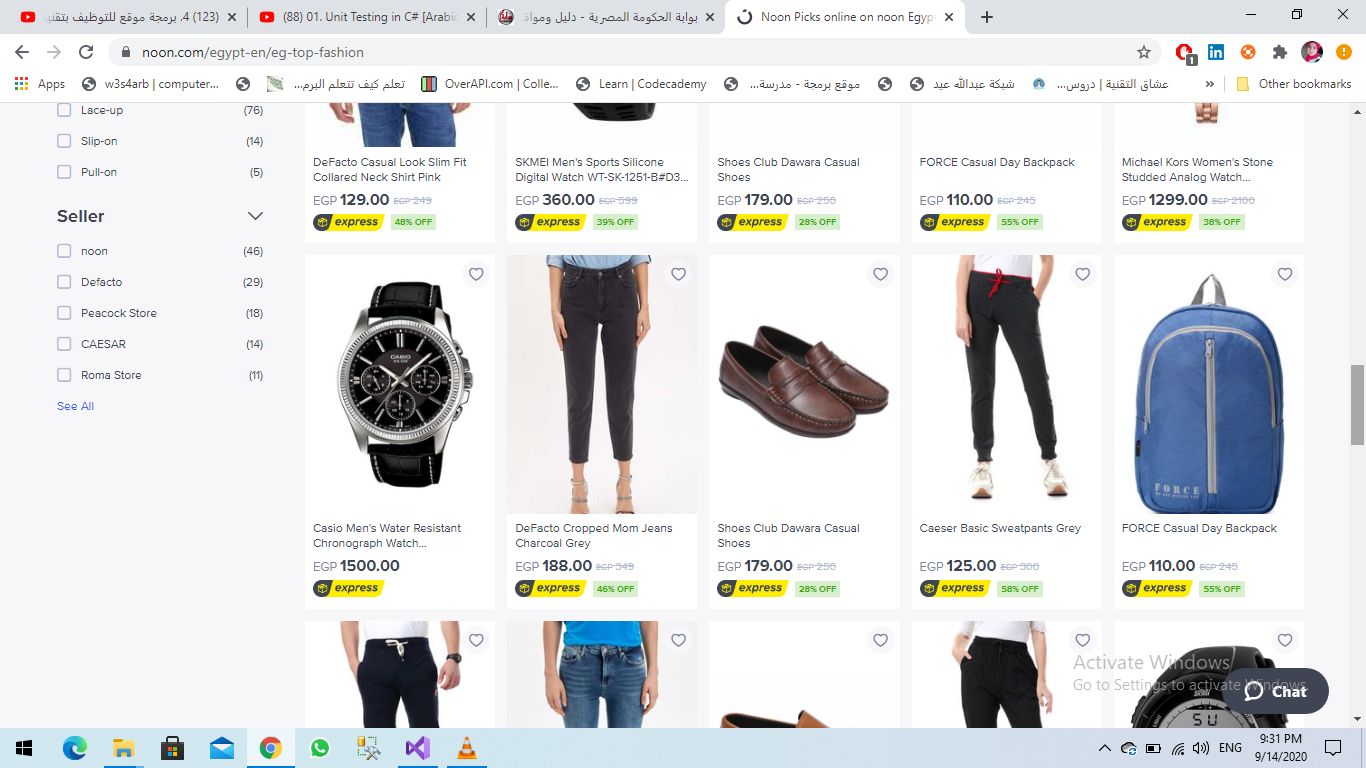 (123) 4. برمجة موقع للتوظيف بتقنية
(88) 01. Unit Testing in C# [Arabic
بوابة الحكومة المصرية - دليل ومواق
Noon Picks online on noon Egypt
noon.com/egypt-en/eg-top-fashion
1
Apps
w3s4arb | computer...
تعلم كيف تتعلم البرم...
OverAPI.com | Colle...
Learn | Codecademy
موقع برمجة - مدرسة...
شبكة عبدالله عيد
عشاق التقنية | دروس...
»
Other bookmarks
Lace-up (76)
Slip-on (14)
Pull-on (5)
Seller
noon (46)
Defacto (29)
Peacock Store (18)
CAESAR (14)
Roma Store (11)
See All
DeFacto Casual Look Slim Fit
Collared Neck Shirt Pink
EGP 129.00 EGP 249
express 48% OFF
SKMEI Men's Sports Silicone
Digital Watch WT-SK-1251-B#D3...
EGP 360.00 EGP 599
express 39% OFF
Shoes Club Dawara Casual
Shoes
EGP 179.00 EGP 250
express 28% OFF
FORCE Casual Day Backpack
EGP 110.00 EGP 245
express 55% OFF
Michael Kors Women's Stone
Studded Analog Watch...
EGP 1299.00 EGP 2100
express 38% OFF
CASIO
Casio Men's Water Resistant
Chronograph Watch...
EGP 1500.00
express
DeFacto Cropped Mom Jeans
Charcoal Grey
EGP 188.00 EGP 349
express 46% OFF
Shoes Club Dawara Casual
Shoes
EGP 179.00 EGP 250
express 28% OFF
Caeser Basic Sweatpants Grey
EGP 125.00 EGP 300
express 58% OFF
FORCE
FORCE Casual Day Backpack
EGP 110.00 EGP 245
express 55% OFF
SKMEI
SU
Activate Windows
Go to Settings to activate Windows.
Chat
ENG
9:31 PM
9/14/2020